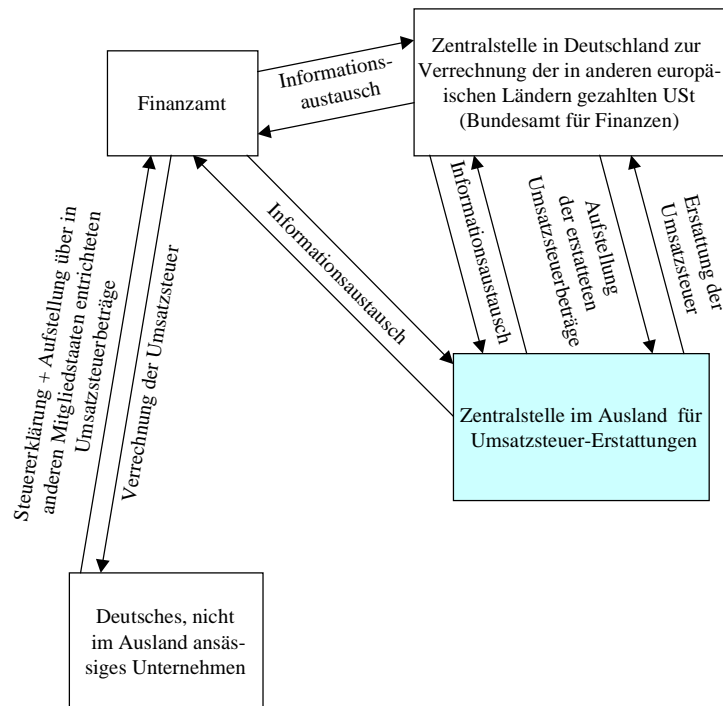 Finanzamt
Informations-
austausch
Zentralstelle in Deutschland zur
Verrechnung der in anderen europä-
ischen Ländern gezahlten USt
(Bundesamt für Finanzen)
Steuererklärung + Aufstellung über in
anderen Mitgliedstaaten entrichteten
Umsatzsteuerbeträge
Verrechnung der Umsatzsteuer
Informationsaustausch
Informationsaustausch
Aufstellung
der erstatteten
Umsatzsteuerbeträge
Erstattung der
Umsatzsteuer
Zentralstelle im Ausland für
Umsatzsteuer-Erstattungen
Deutsches, nicht
im Ausland ansäs-
siges Unternehmen